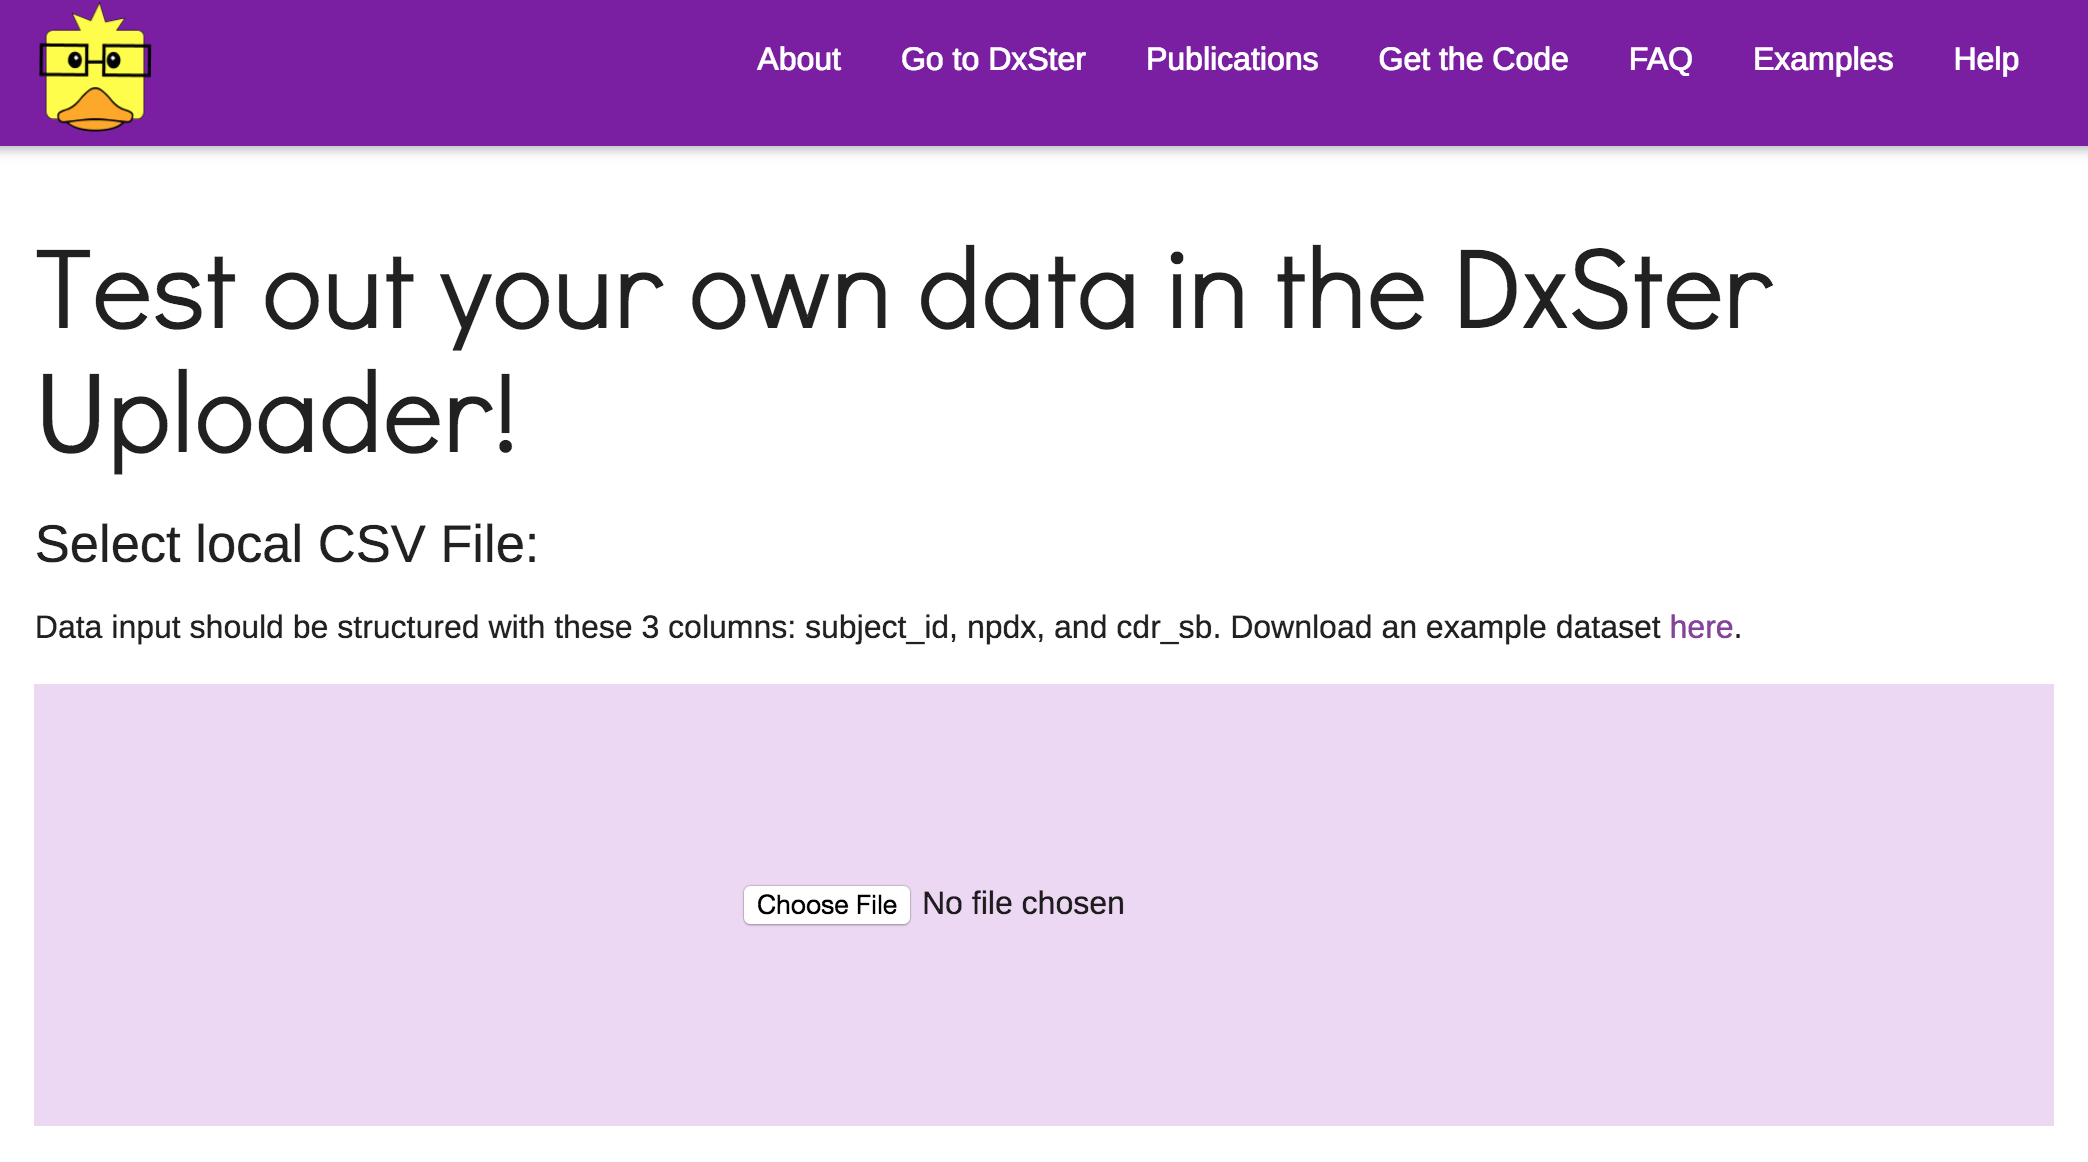 About Go to DxSter Publications Get the Code FAQ Examples Help
Test out your own data in the DxSter
Uploader!
Select local CSV File:
Data input should be structured with these 3 columns: subject_id, npdx, and cdr_sb. Download an example dataset here.
Choose File No file chosen